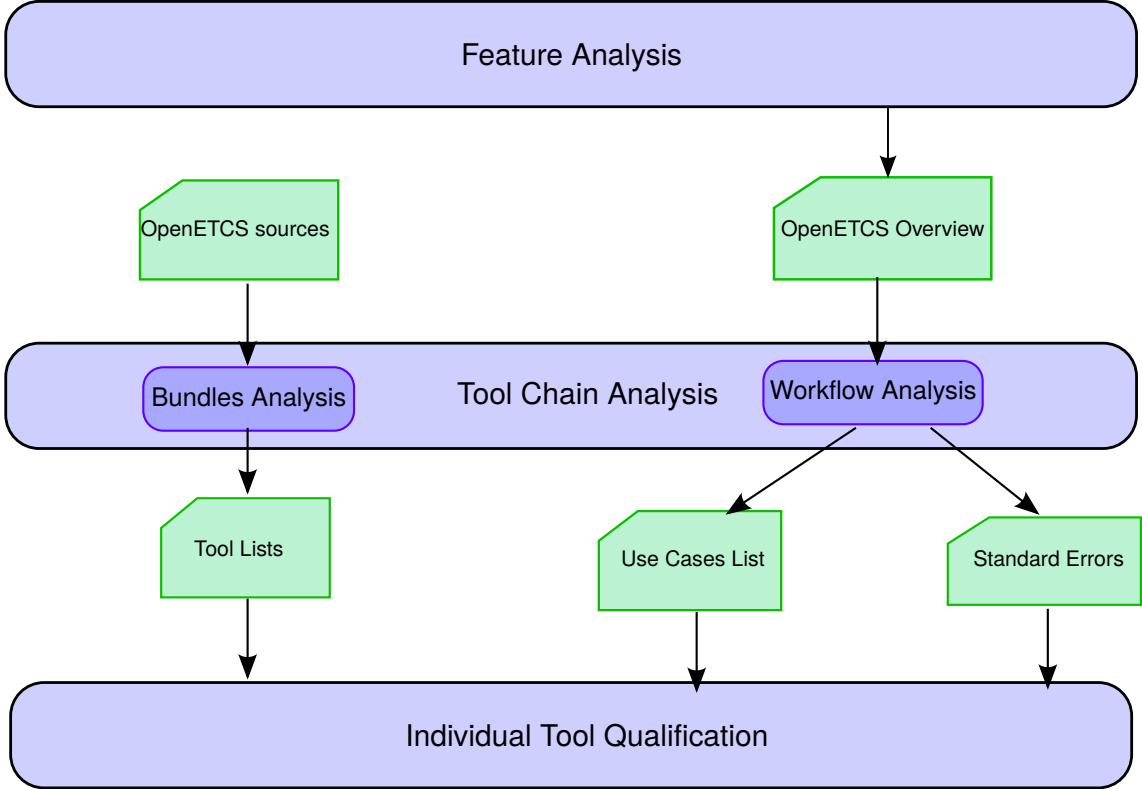 Feature Analysis
OpenETCS sources
OpenETCS Overview
Bundles Analysis
Tool Chain Analysis
Workflow Analysis
Tool Lists
Use Cases List
Standard Errors
Individual Tool Qualification